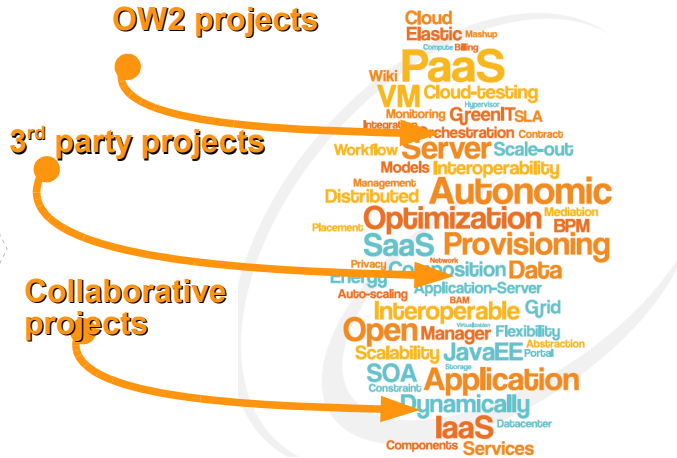 OW2 projects
3rd party projects
Collaborative
projects
Cloud
Elastic Mashup
Compute Billing
Wiki PaaS
VM Cloud-testing
Hypervisor
Monitoring GreenIT SLA
Integration Orchestration Contract
Workflow Server Scale-out
Models Interoperability
Management
Distributed Autonomic
Optimization Mediation
Placement BPM
SaaS Provisioning
Privacy Network
Energy Composition Data
Auto-scaling Application-Server
BAM
Interoperable Grid
Virtualization
Open Manager Flexibility
Abstraction
Scalability JavaEE Portal
Storage
SOA Application
Constraint
Dynamically
IaaS Datacenter
Components Services